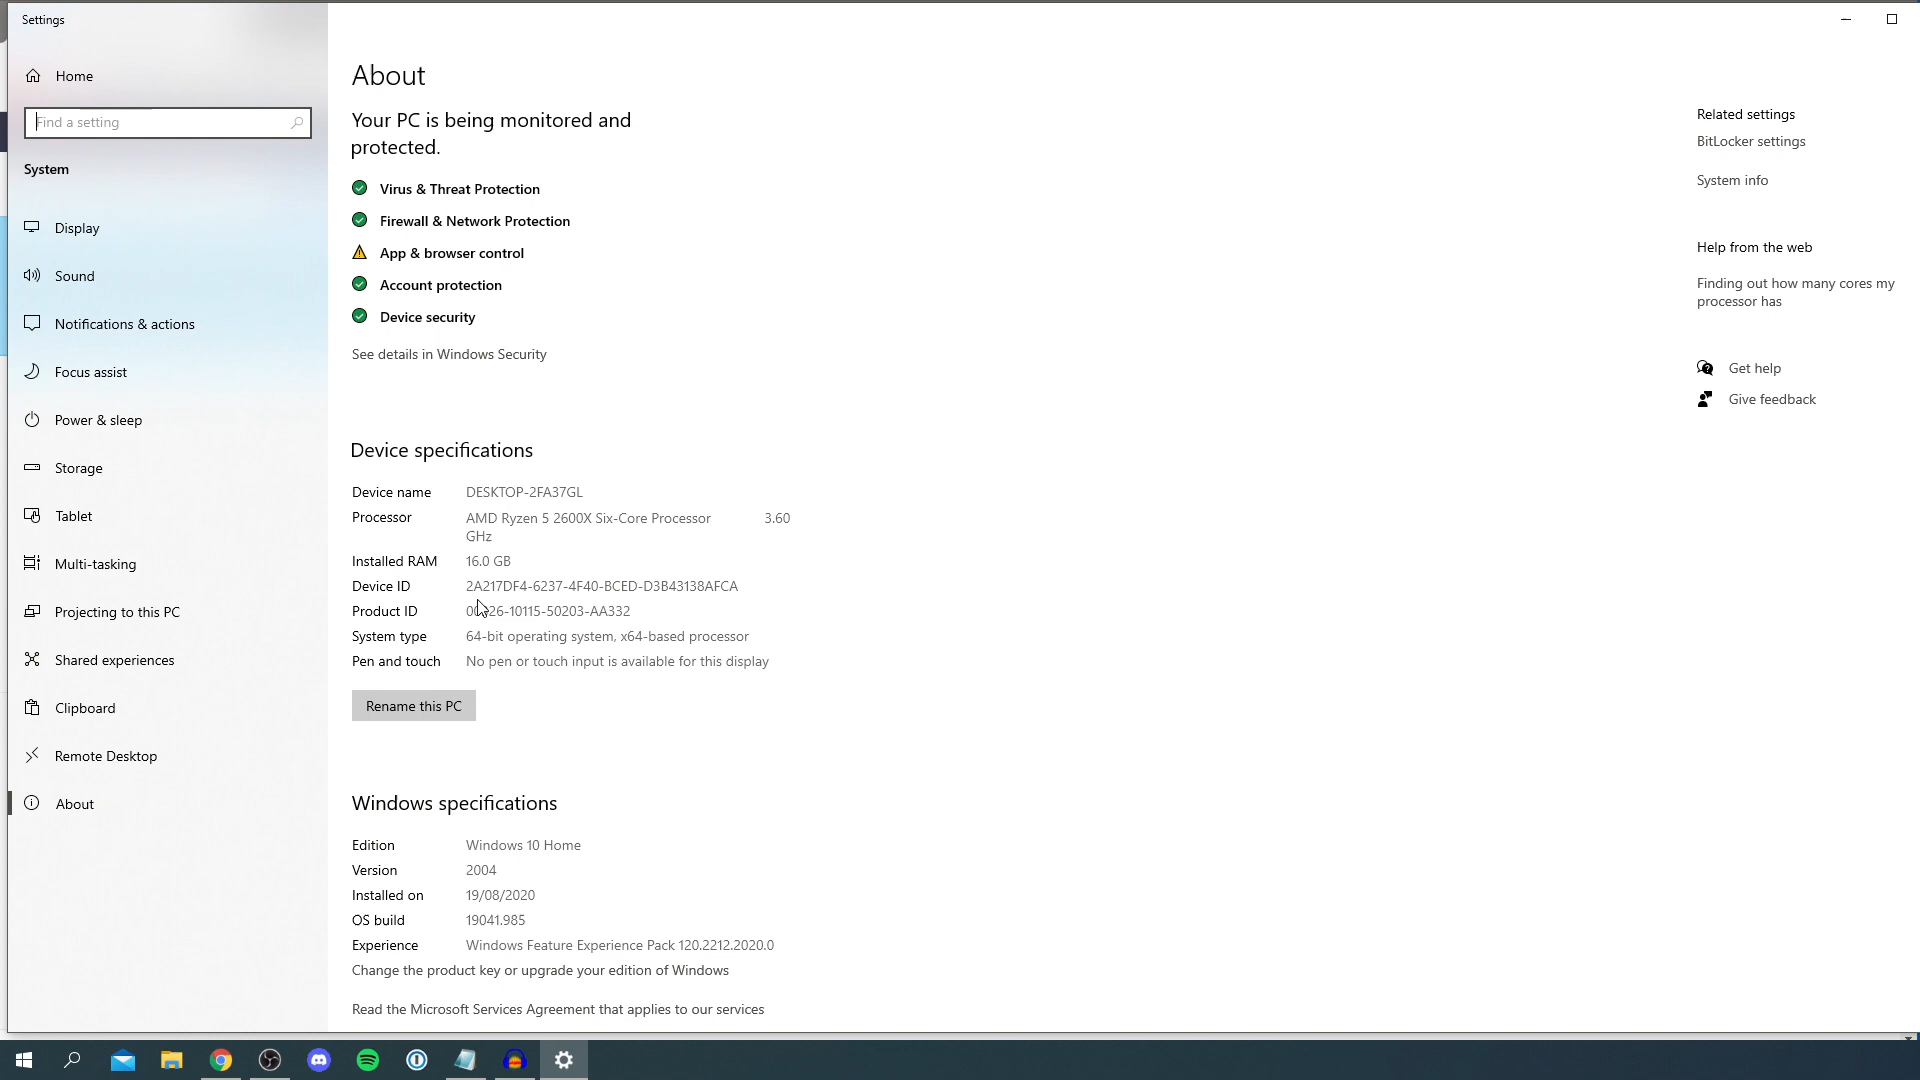 Settings
Home
Find a setting
System
Display
Sound
Notifications & actions
Focus assist
Power & sleep
Storage
Tablet
Multi-tasking
Projecting to this PC
Shared experiences
Clipboard
Remote Desktop
About
About
Your PC is being monitored and
protected.
Virus & Threat Protection
Firewall & Network Protection
App & browser control
Account protection
Device security
See details in Windows Security
Device specifications
Device name DESKTOP-2FA37GL
Processor AMD Ryzen 5 2600X Six-Core Processor 3.60
GHz
Installed RAM 16.0 GB
Device ID 2A217DF4-6237-4F40-BCED-D3B43138AFCA
Product ID
System type 64-bit operating system, x64-based processor
Pen and touch No pen or touch input is available for this display
Rename this PC
Windows specifications
Edition Windows 10 Home
Version 2004
Installed on 19/08/2020
OS build 19041.985
Experience Windows Feature Experience Pack 120.2212.2020.0
Change the product key or upgrade your edition of Windows
Read the Microsoft Services Agreement that applies to our services
Related settings
BitLocker settings
System info
Help from the web
Finding out how many cores my
processor has
Get help
Give feedback